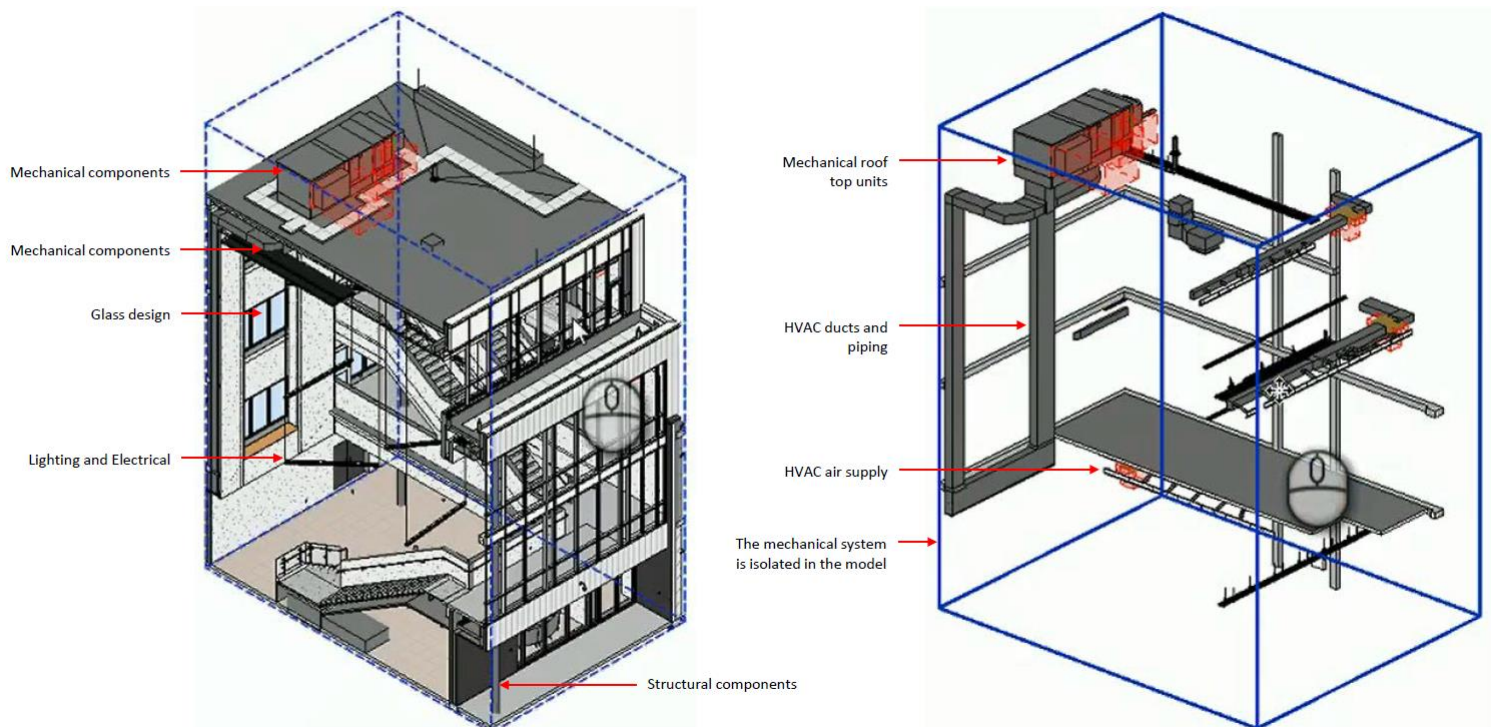 Mechanical components
Mechanical components
Glass design
Lighting and Electrical
Structural components
Mechanical roof
top units
HVAC ducts and
piping
HVAC air supply
The mechanical system
is isolated in the model